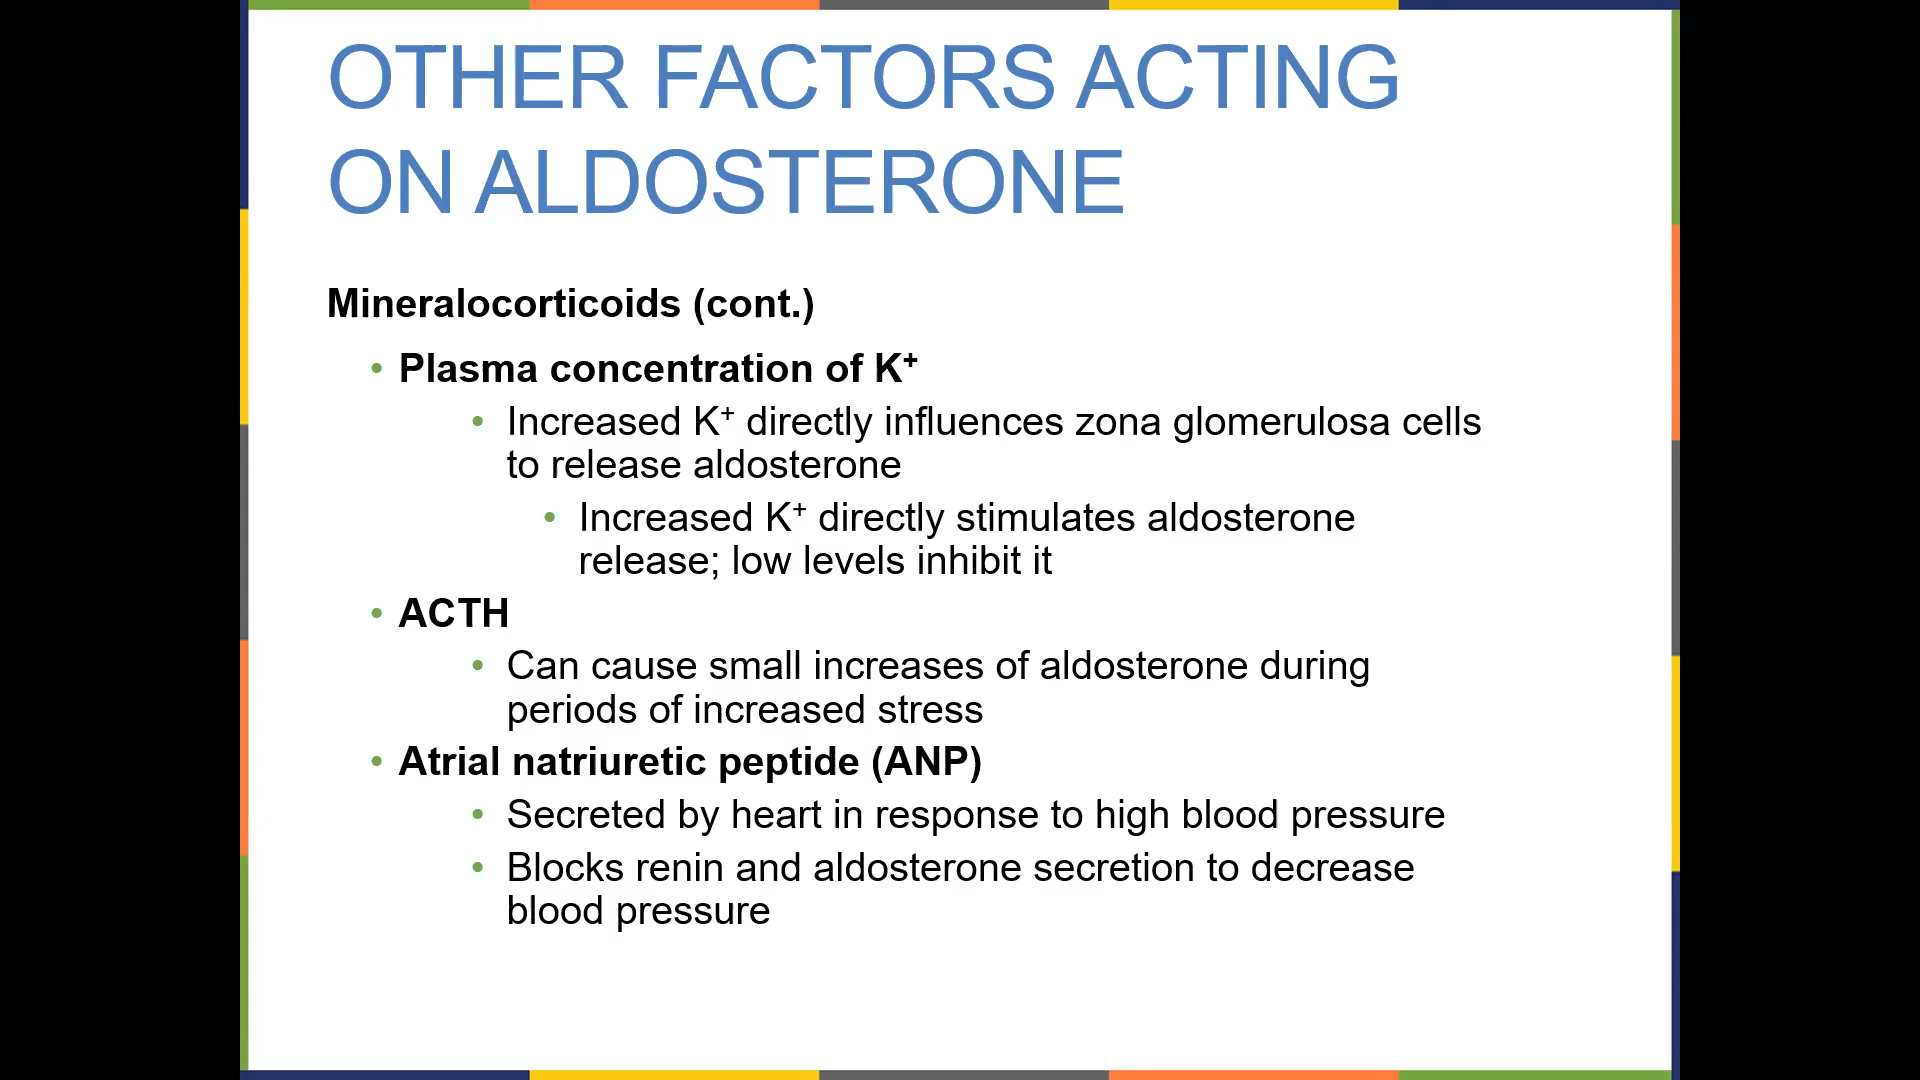 OTHER FACTORS ACTING
ON ALDOSTERONE
Mineralocorticoids (cont.)
• Plasma concentration of K⁺
• Increased K⁺ directly influences zona glomerulosa cells
to release aldosterone
• Increased K⁺ directly stimulates aldosterone
release; low levels inhibit it
• ACTH
• Can cause small increases of aldosterone during
periods of increased stress
• Atrial natriuretic peptide (ANP)
• Secreted by heart in response to high blood pressure
• Blocks renin and aldosterone secretion to decrease
blood pressure